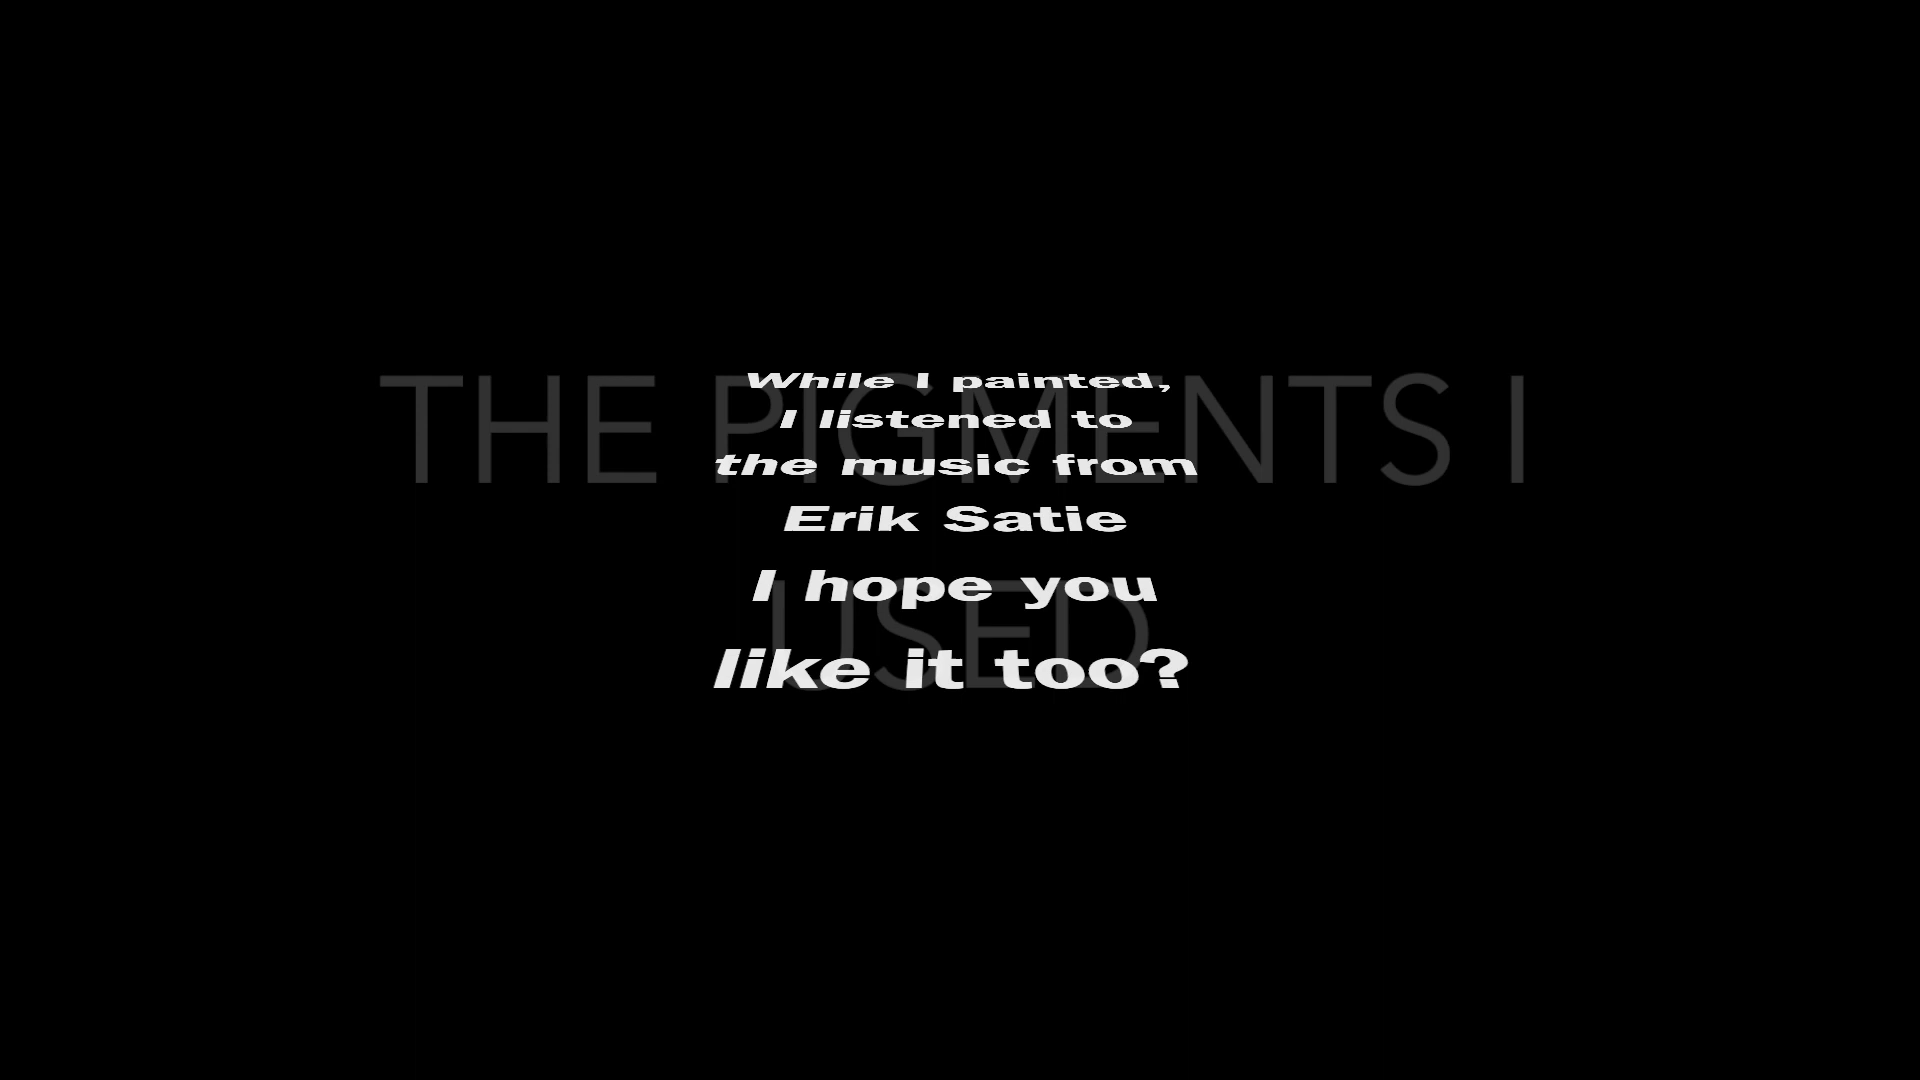 While I painted,
I listened to
the music from
Erik Satie
I hope you
like it too?
THE PIGMENTS I
USED